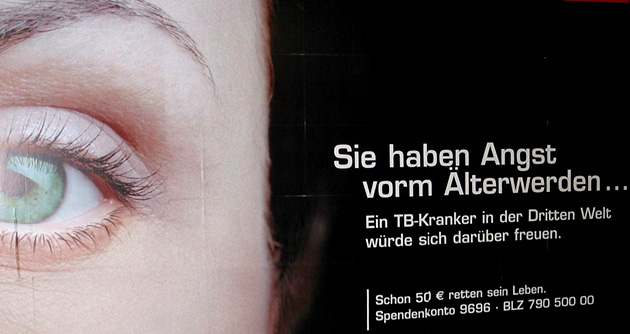 Sie haben Angst
vorm Älterwerden...
Ein TB-Kranker in der Dritten Welt
würde sich darüber freuen.
Schon 50 € retten sein Leben.
Spendenkonto 9696 · BLZ 790 500 00